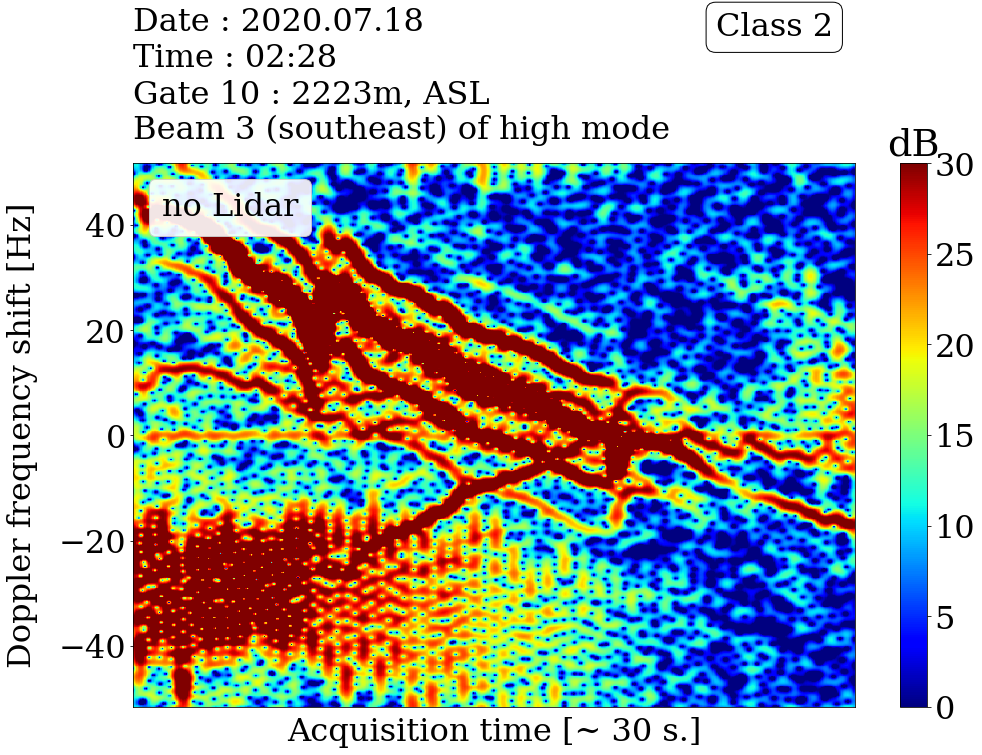 Date : 2020.07.18
Time : 02:28
Gate 10 : 2223m, ASL
Beam 3 (southeast) of high mode
Class 2
no Lidar
Doppler frequency shift [Hz]
40
20
0
−20
−40
Acquisition time [~ 30 s.]
dB
30
25
20
15
10
5
0